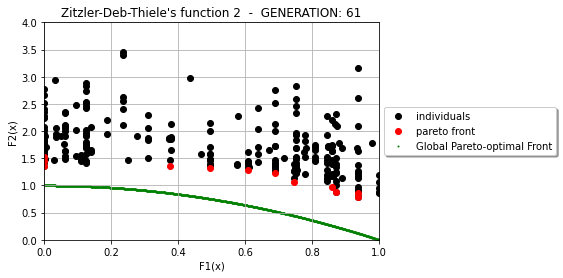 Zitzler-Deb-Thiele's function 2 - GENERATION: 61
4.0
3.5
3.0
2.5
2.0
1.5
1.0
0.5
0.0
F2(x)
0.0 0.2 0.4 0.6 0.8 1.0
F1(x)
individuals
pareto front
Global Pareto-optimal Front